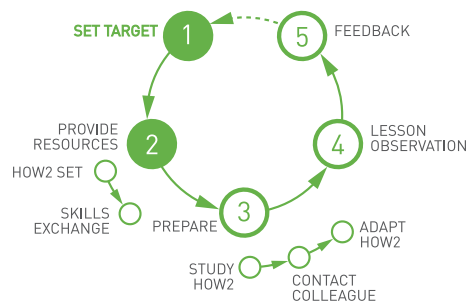 SET TARGET
1
5
FEEDBACK
PROVIDE
RESOURCES
2
4
LESSON
OBSERVATION
HOW2 SET
SKILLS
EXCHANGE
PREPARE
3
ADAPT
HOW2
STUDY
HOW2
CONTACT
COLLEAGUE